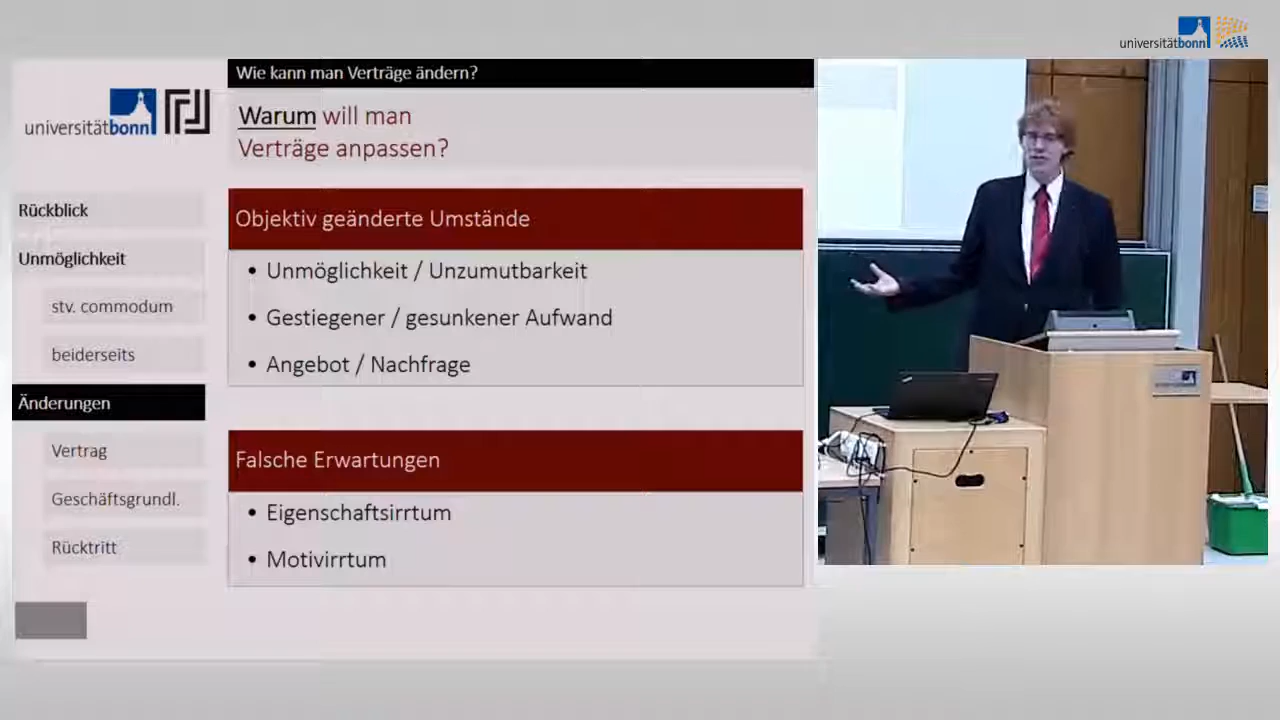 universitätbonn
Wie kann man Verträge ändern?
universitätbonn
Warum will man
Verträge anpassen?
Rückblick
Unmöglichkeit
stv. commodum
beiderseits
Änderungen
Vertrag
Geschäftsgrundl.
Rücktritt
Objektiv geänderte Umstände
• Unmöglichkeit / Unzumutbarkeit
• Gestiegener / gesunkener Aufwand
• Angebot / Nachfrage
Falsche Erwartungen
• Eigenschaftsirrtum
• Motivirrtum